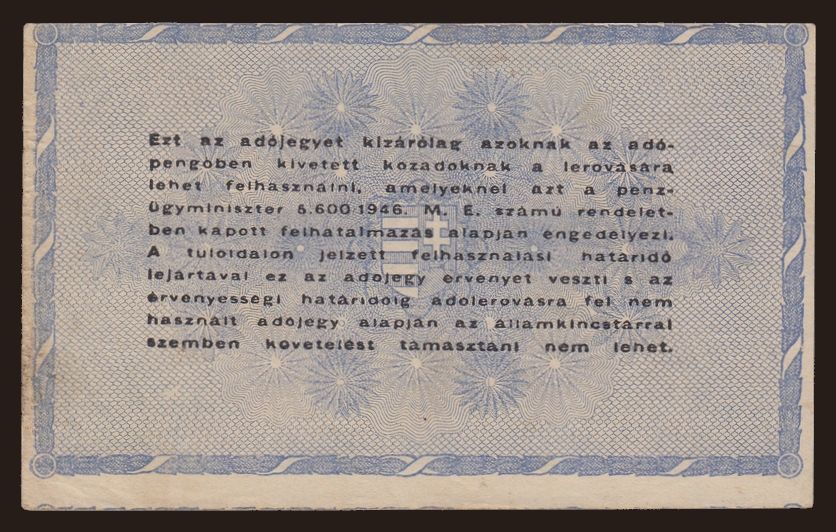 Ezt az adójegyet kizárólag azoknak az adó-
pengőben kivetett közadóknak a lerovására
lehet felhasználni, amelyeknél azt a pénz-
ügyminiszter 5.600/1946. M. E. számú rendelet-
ben kapott felhatalmazás alapján engedélyezi.
A túloldalon jelzett felhasználási határidő
lejártával ez az adójegy érvényét veszti s az
érvényességi határidőig adólerovásra fel nem
használt adójegy alapján az államkincstárral
szemben követelést támasztani nem lehet.